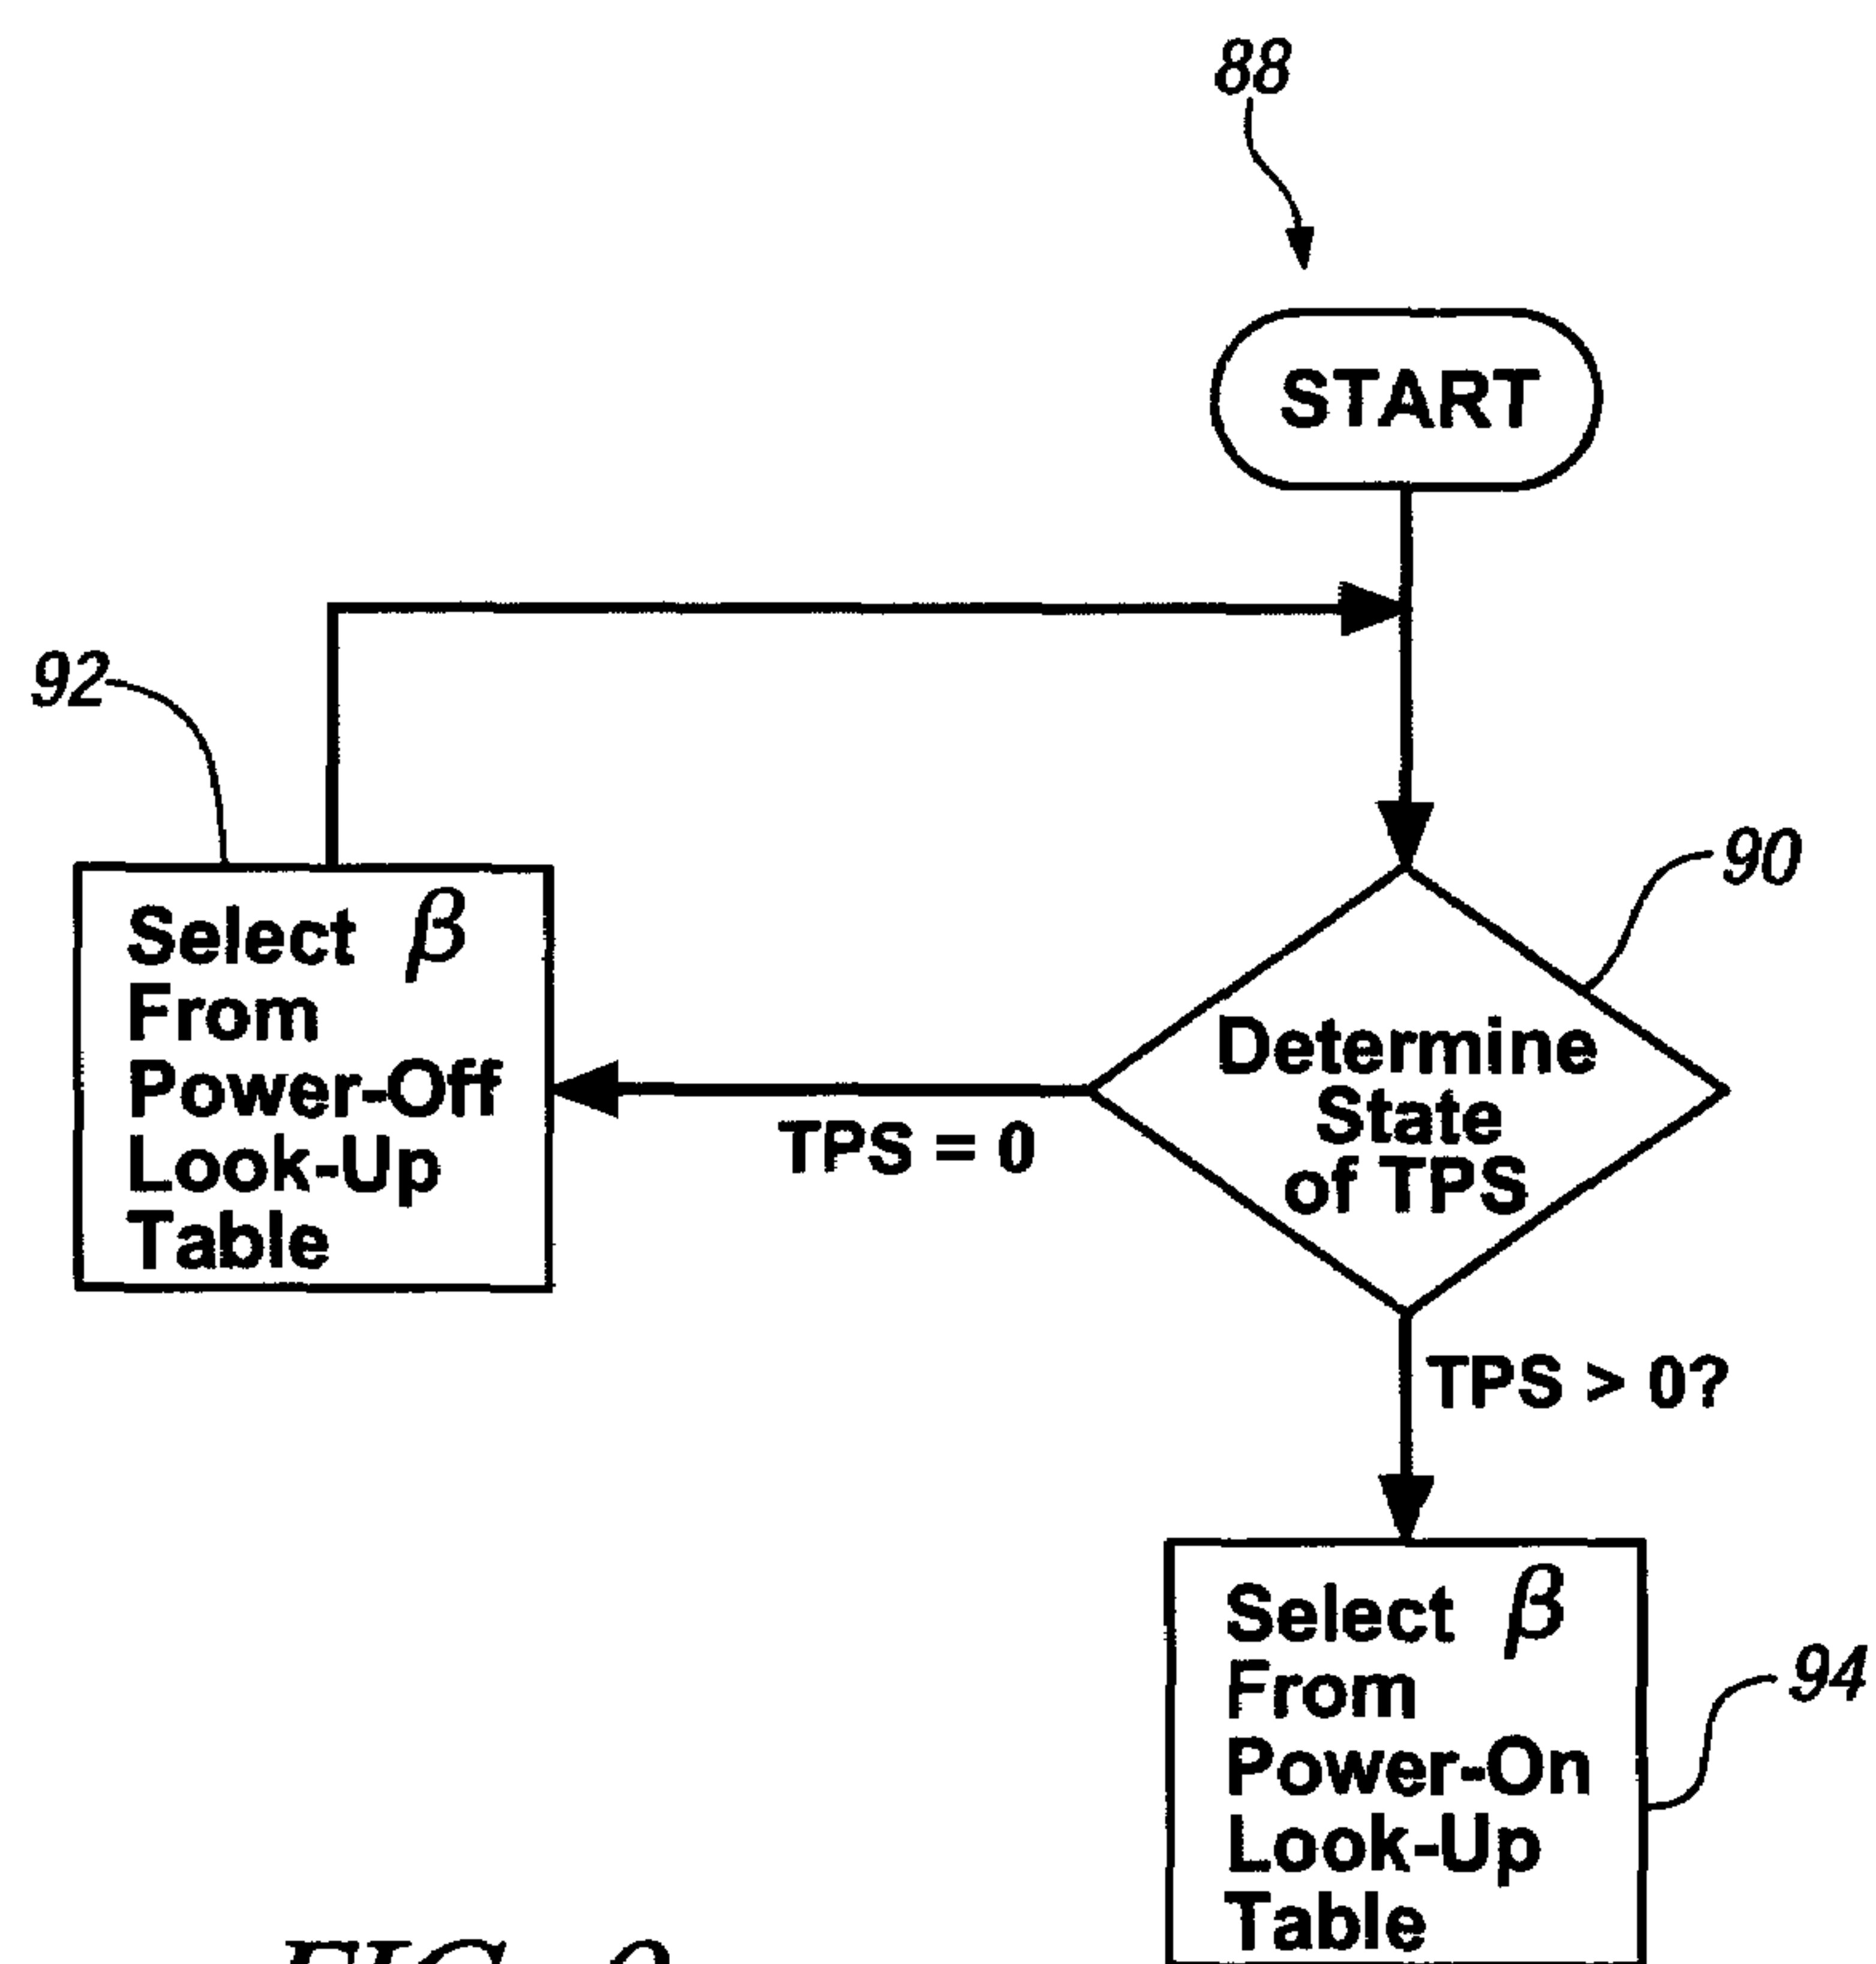 88
START
92
Select β
From
Power-Off
Look-Up
Table
90
Determine
State
of TPS
TPS = 0
TPS > 0?
Select β
From
Power-On
Look-Up
Table
94